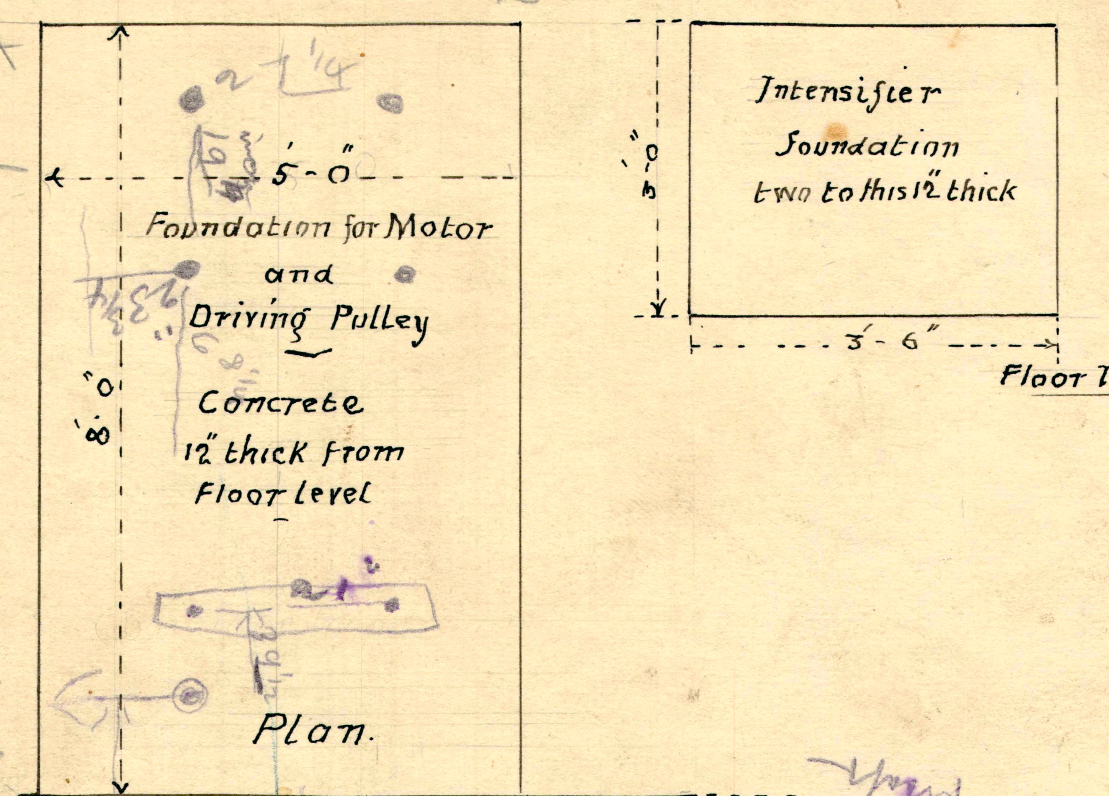 5'-0"
Foundation for Motor
and
Driving Pulley
Concrete
12" thick from
Floor level
8'.0"
Plan.
Intensifier
foundation
two to this 12" thick
3'-0"
3'-6"
Floor